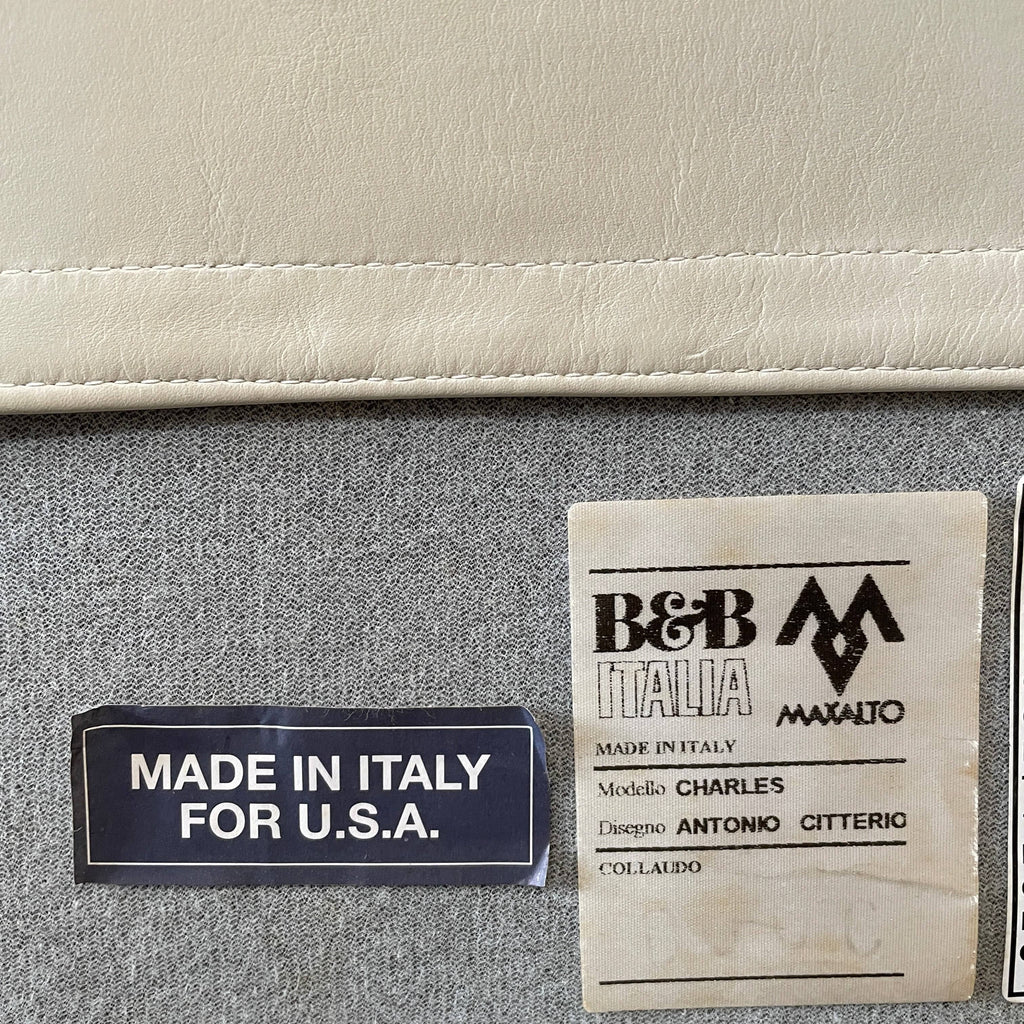 MADE IN ITALY
FOR U.S.A.
B&B
ITALIA
MAXALTO
MADE IN ITALY
Modello CHARLES
Disegno ANTONIO CITTERIO
COLLAUDO